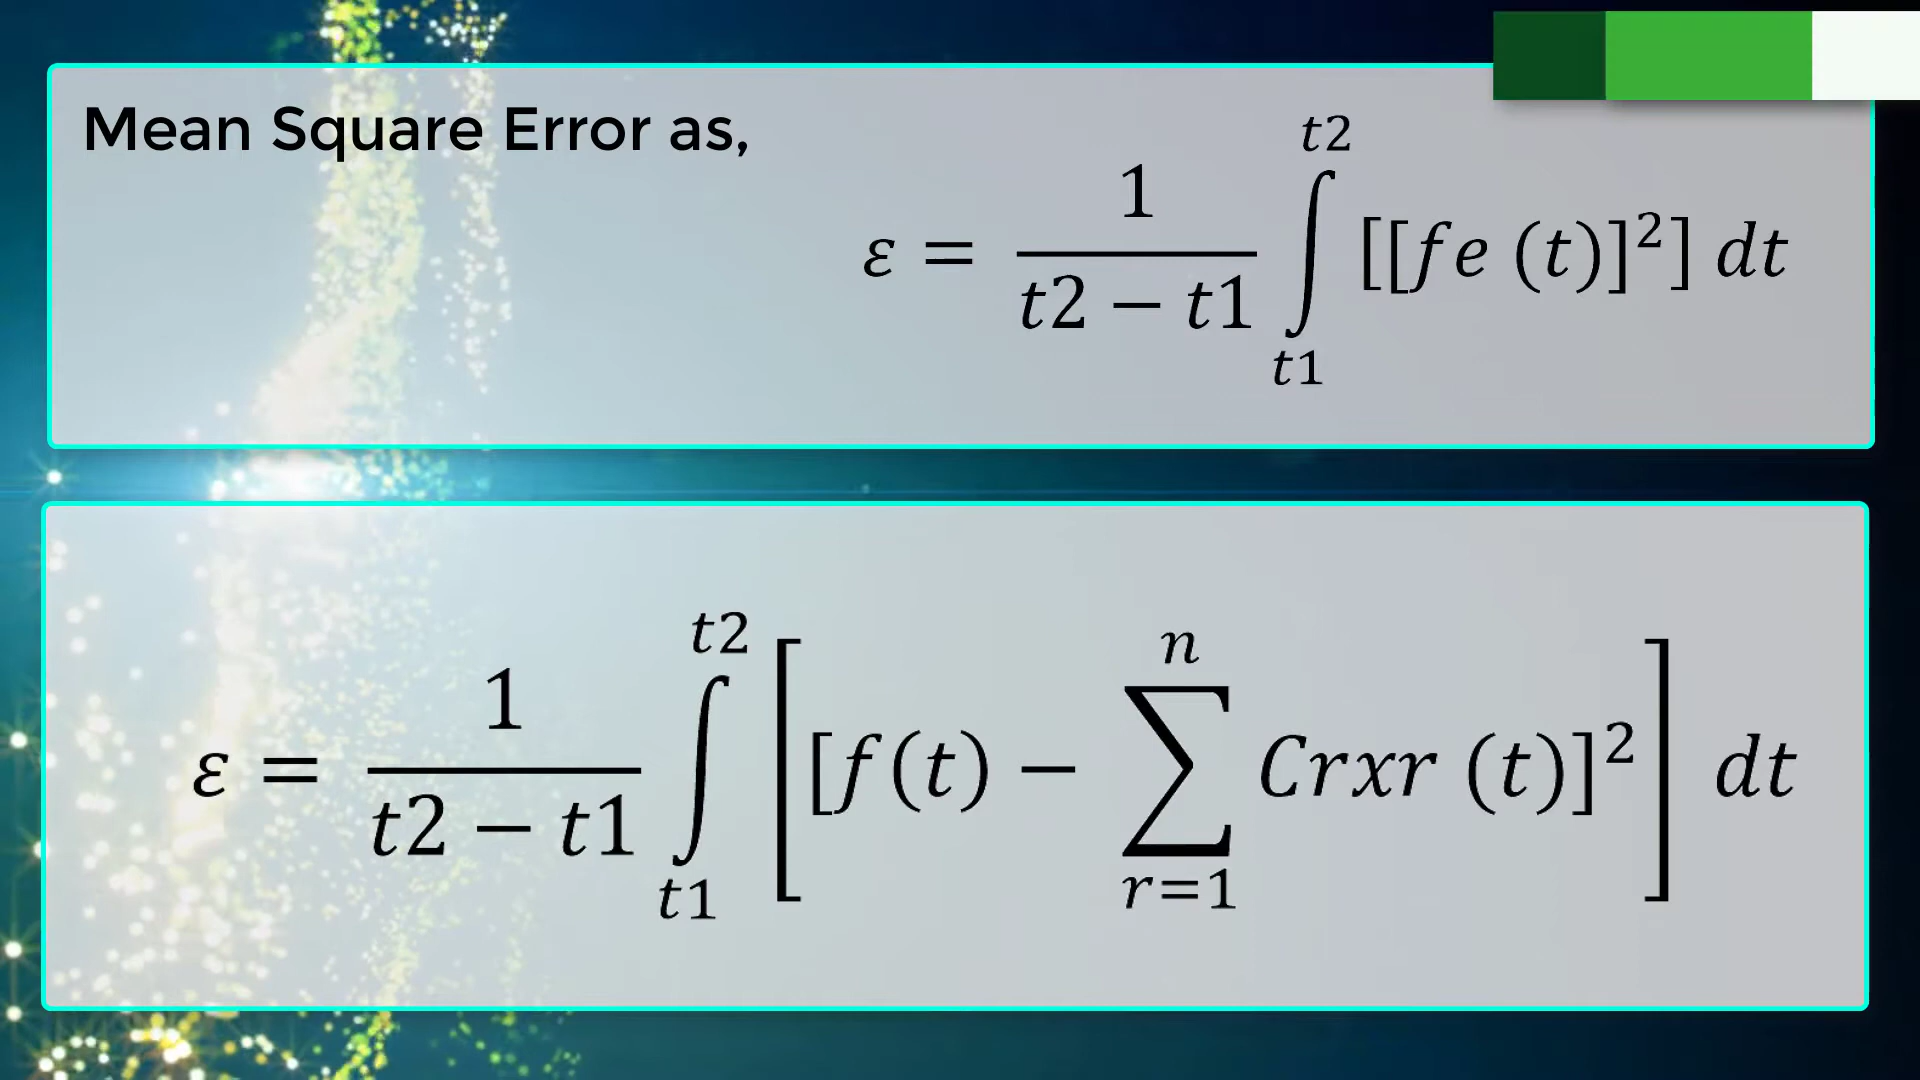 Mean Square Error as,
ε = 1/(t2 − t1) ∫_{t1}^{t2} [[fe (t)]²] dt
ε = 1/(t2 − t1) ∫_{t1}^{t2} [[f(t) − ∑_{r=1}^{n} Crxr (t)]²] dt